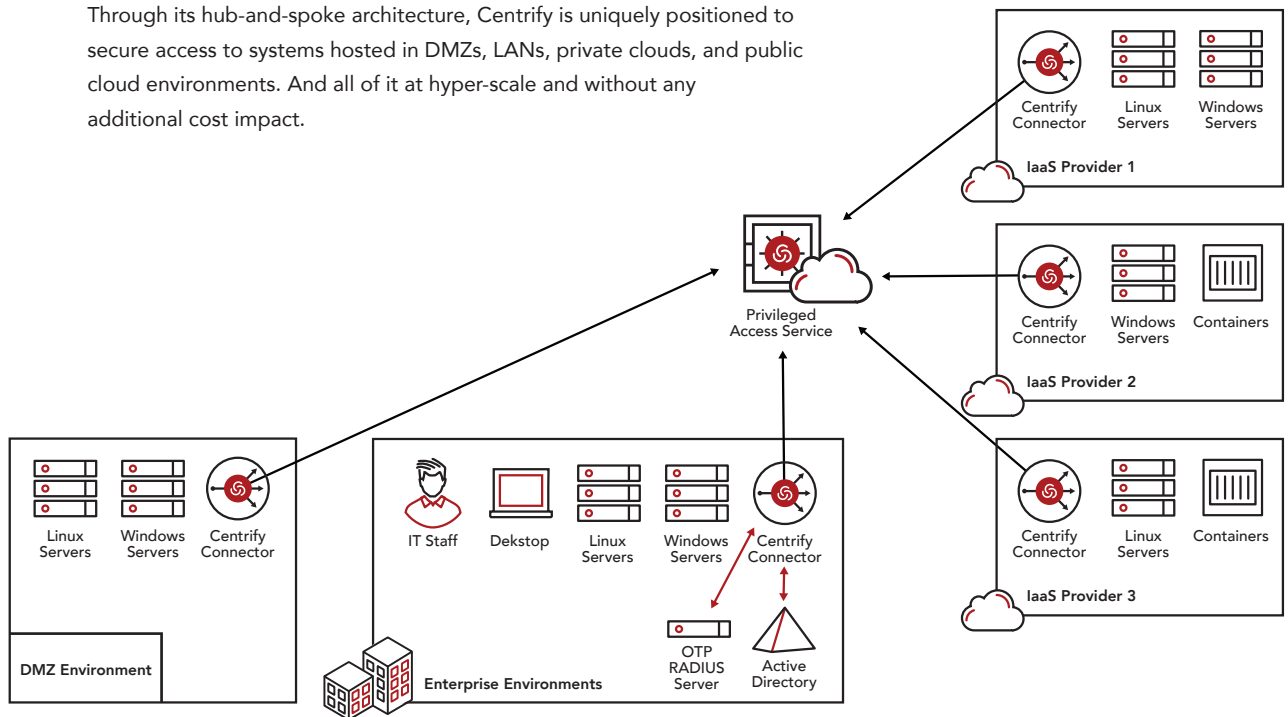 Through its hub-and-spoke architecture, Centrify is uniquely positioned to
secure access to systems hosted in DMZs, LANs, private clouds, and public
cloud environments. And all of it at hyper-scale and without any
additional cost impact.
Centrify
Connector
Linux
Servers
Windows
Servers
IaaS Provider 1
Privileged
Access Service
Centrify
Connector
Windows
Servers
Containers
IaaS Provider 2
Linux
Servers
Windows
Servers
Centrify
Connector
DMZ Environment
IT Staff
Dekstop
Linux
Servers
Windows
Servers
Centrify
Connector
OTP
RADIUS
Server
Active
Directory
Enterprise Environments
Centrify
Connector
Linux
Servers
Containers
IaaS Provider 3